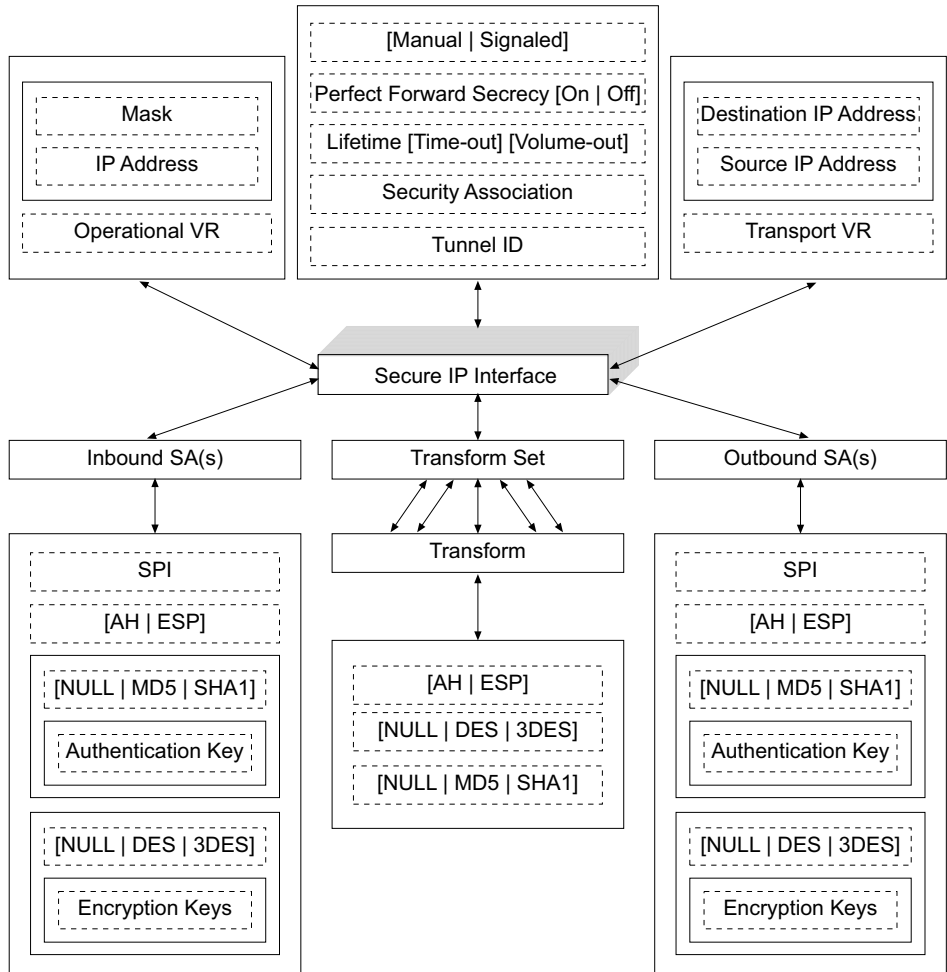 [Manual | Signaled]
Perfect Forward Secrecy [On | Off]
Lifetime [Time-out] [Volume-out]
Security Association
Tunnel ID
Mask
IP Address
Operational VR
Destination IP Address
Source IP Address
Transport VR
Secure IP Interface
Inbound SA(s)
Transform Set
Outbound SA(s)
Transform
SPI
[AH | ESP]
[NULL | MD5 | SHA1]
Authentication Key
[NULL | DES | 3DES]
Encryption Keys
[AH | ESP]
[NULL | DES | 3DES]
[NULL | MD5 | SHA1]
SPI
[AH | ESP]
[NULL | MD5 | SHA1]
Authentication Key
[NULL | DES | 3DES]
Encryption Keys